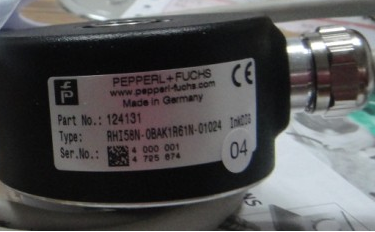 PEPPERL+FUCHS
www.pepperl-fuchs.com
Made in Germany
CE
Part No.: 124131
Type: RHI58N-0BAK1R61N-01024
Ser.No.: 4 000 001
4 725 674
04